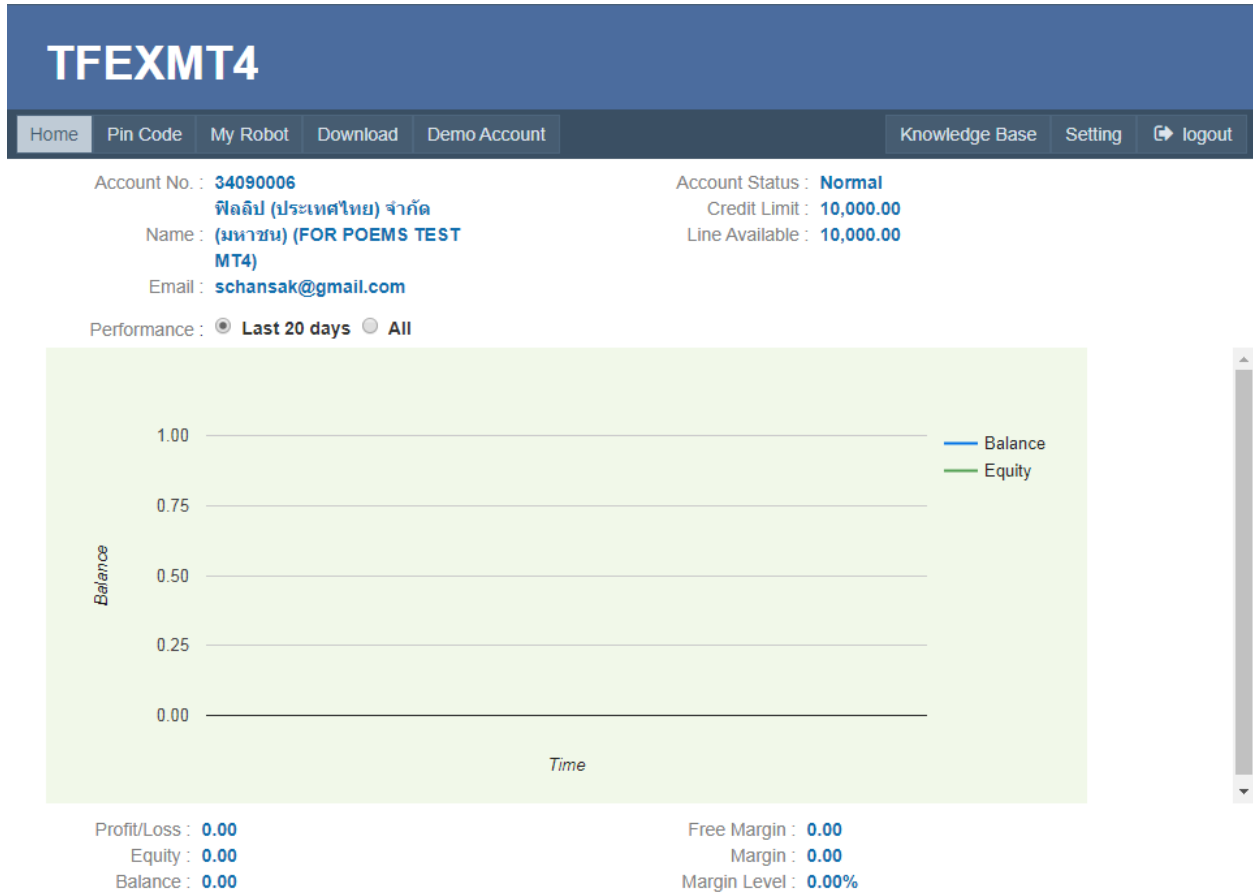 TFEXMT4
Home Pin Code My Robot Download Demo Account Knowledge Base Setting logout
Account No. : 34090006 Account Status : Normal
ฟิลลิป (ประเทศไทย) จำกัด Credit Limit : 10,000.00
Name : (มหาชน) (FOR POEMS TEST Line Available : 10,000.00
MT4)
Email : schansak@gmail.com
Performance : Last 20 days All
1.00
0.75
0.50
0.25
0.00
Balance
Time
Balance
Equity
Profit/Loss : 0.00 Free Margin : 0.00
Equity : 0.00 Margin : 0.00
Balance : 0.00 Margin Level : 0.00%